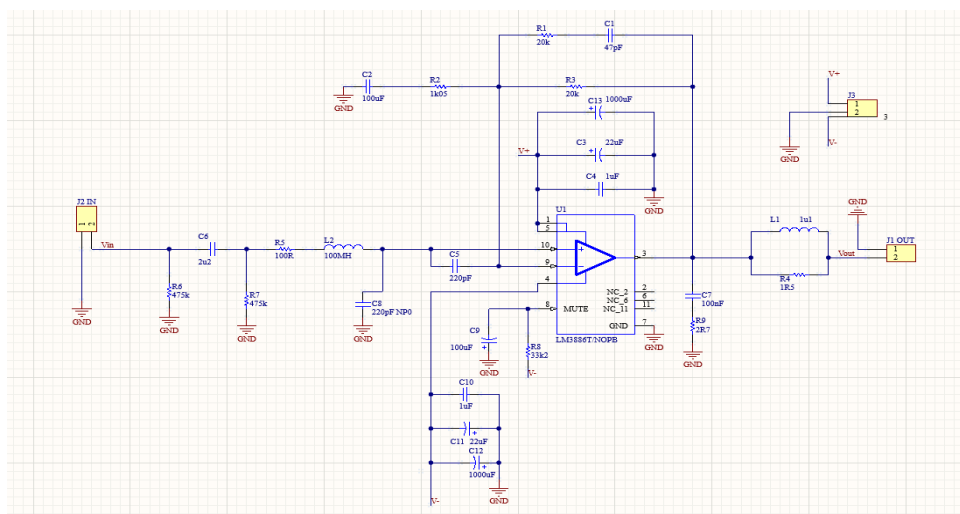 R1
20k
C1
47pF
C2
100uF
GND
R2
1k05
R3
20k
C13
1000uF
+
V+
C3
22uF
+
C4
1uF
GND
V+
J3
1
2
3
GND
V-
J2 IN
1
2
Vin
C6
2u2
R5
100R
L2
100MH
R6
475k
GND
R7
475k
GND
GND
C8
220pF NP0
GND
C5
220pF
U1
1
5
10
9
4
8
+
-
MUTE
3
NC_2
2
NC_6
6
NC_11
11
GND
7
LM3886T/NOPB
GND
C9
100uF
+
GND
R8
33k2
V-
C10
1uF
C11
22uF
+
C12
1000uF
+
V-
GND
C7
100nF
R9
2R7
GND
L1
1u1
R4
1R5
Vout
GND
J1 OUT
1
2